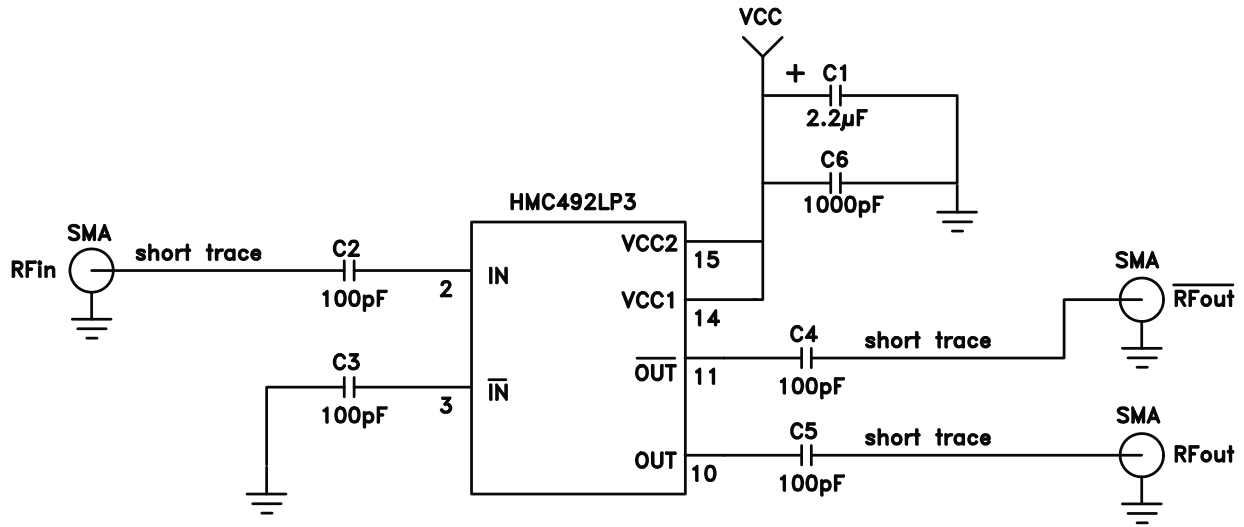 VCC
+ C1
2.2µF
C6
1000pF
HMC492LP3
SMA
RFin
short trace
C2
100pF
2
IN
VCC2
15
VCC1
14
SMA
RFout
C4
short trace
100pF
OUT
11
C3
100pF
3
IN
SMA
RFout
C5
short trace
100pF
OUT
10